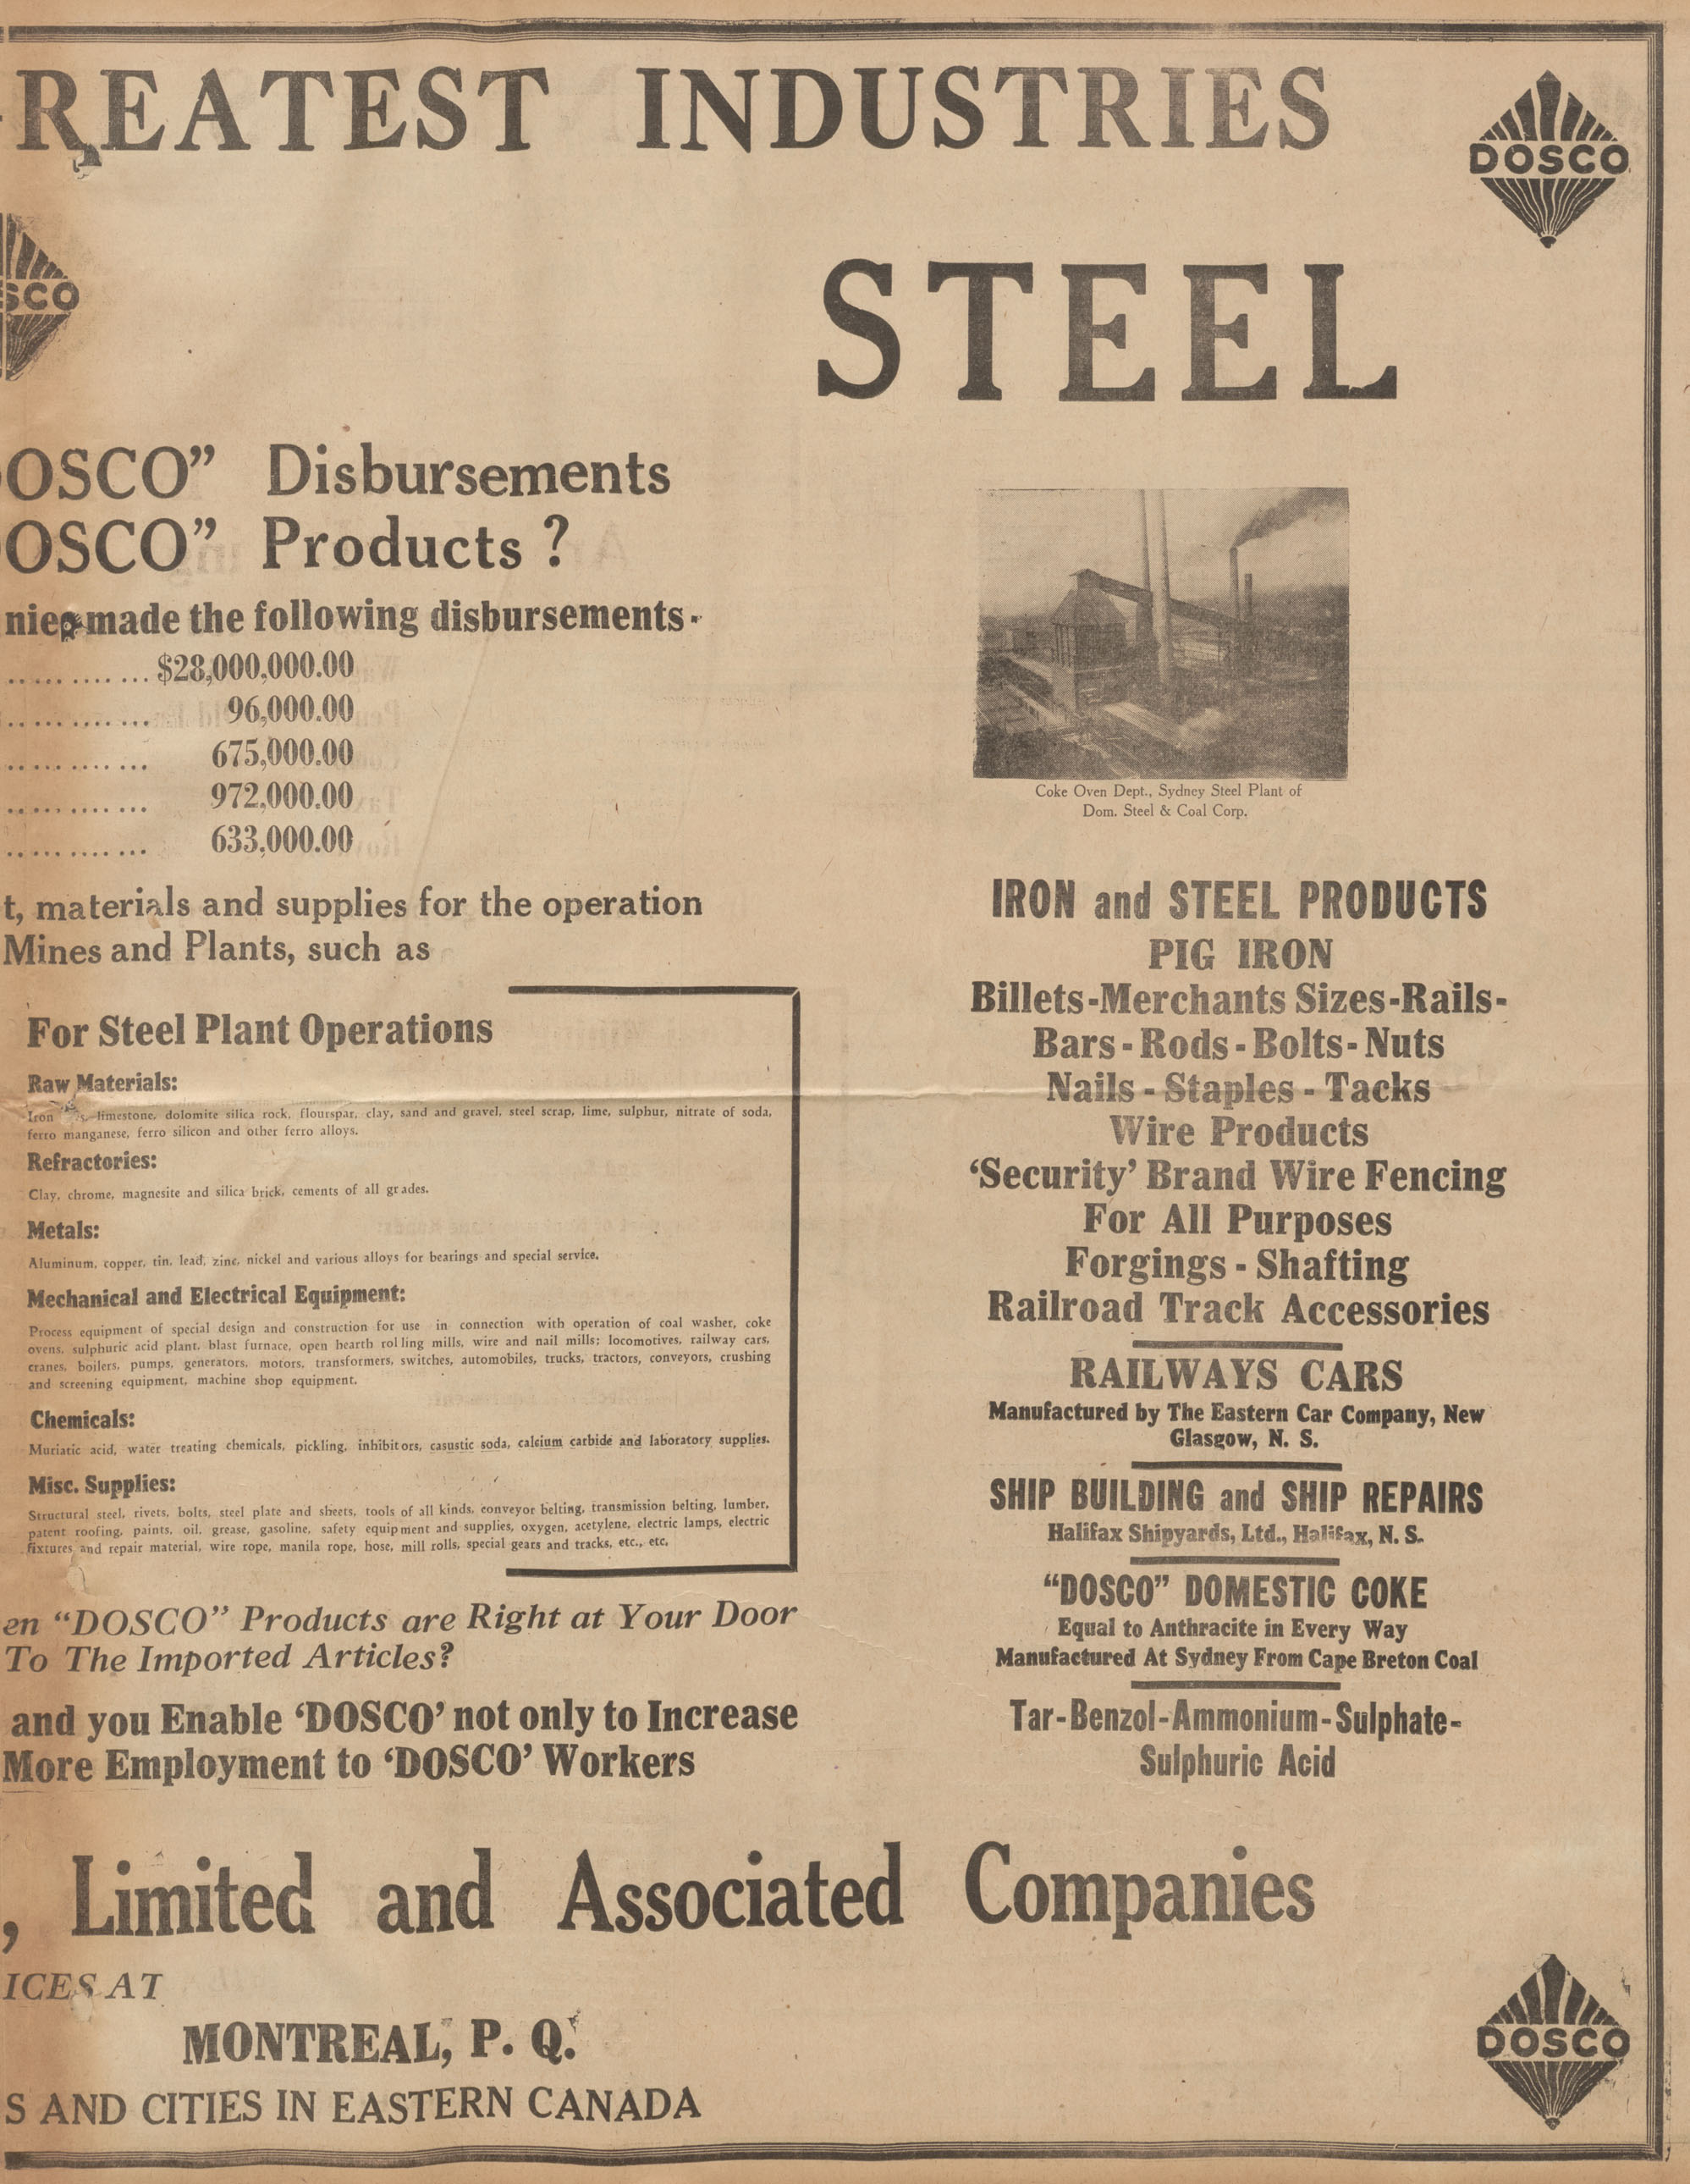 REATEST INDUSTRIES
DOSCO
SCO
STEEL
OSCO” Disbursements
OSCO” Products ?
made the following disbursements-
.......... ... $28,000,000.00
.......... ... 96,000.00
.......... ... 675,000.00
.......... ... 972,000.00
.......... ... 633,000.00
t, materials and supplies for the operation
Mines and Plants, such as
For Steel Plant Operations
Raw Materials:
Iron limestone, dolomite silica rock, flourspar, clay, sand and gravel, steel scrap, lime, sulphur, nitrate of soda,
ferro manganese, ferro silicon and other ferro alloys.
Refractories:
Clay, chrome, magnesite and silica brick, cements of all grades.
Metals:
Aluminum, copper, tin, lead, zinc, nickel and various alloys for bearings and special service.
Mechanical and Electrical Equipment:
Process equipment of special design and construction for use in connection with operation of coal washer, coke
ovens, sulphuric acid plant, blast furnace, open hearth rolling mills, wire and nail mills; locomotives, railway cars,
cranes, boilers, pumps, generators, motors, transformers, switches, automobiles, trucks, tractors, conveyors, crushing
and screening equipment, machine shop equipment.
Chemicals:
Muriatic acid, water treating chemicals, pickling, inhibitors, casustic soda, calcium carbide and laboratory supplies.
Misc. Supplies:
Structural steel, rivets, bolts, steel plate and sheets, tools of all kinds, conveyor belting, transmission belting, lumber,
patent roofing, paints, oil, grease, gasoline, safety equipment and supplies, oxygen, acetylene, electric lamps, electric
fixtures and repair material, wire rope, manila rope, hose, mill rolls, special gears and tracks, etc., etc.
en “DOSCO” Products are Right at Your Door
To The Imported Articles?
and you Enable ‘DOSCO’ not only to Increase
More Employment to ‘DOSCO’ Workers
Coke Oven Dept., Sydney Steel Plant of
Dom. Steel & Coal Corp.
IRON and STEEL PRODUCTS
PIG IRON
Billets-Merchants Sizes-Rails-
Bars-Rods-Bolts-Nuts
Nails - Staples - Tacks
Wire Products
‘Security’ Brand Wire Fencing
For All Purposes
Forgings - Shafting
Railroad Track Accessories
RAILWAYS CARS
Manufactured by The Eastern Car Company, New
Glasgow, N. S.
SHIP BUILDING and SHIP REPAIRS
Halifax Shipyards, Ltd., Halifax, N. S.
“DOSCO” DOMESTIC COKE
Equal to Anthracite in Every Way
Manufactured At Sydney From Cape Breton Coal
Tar-Benzol-Ammonium-Sulphate-
Sulphuric Acid
, Limited and Associated Companies
ICES AT
MONTREAL, P. Q.
S AND CITIES IN EASTERN CANADA
DOSCO